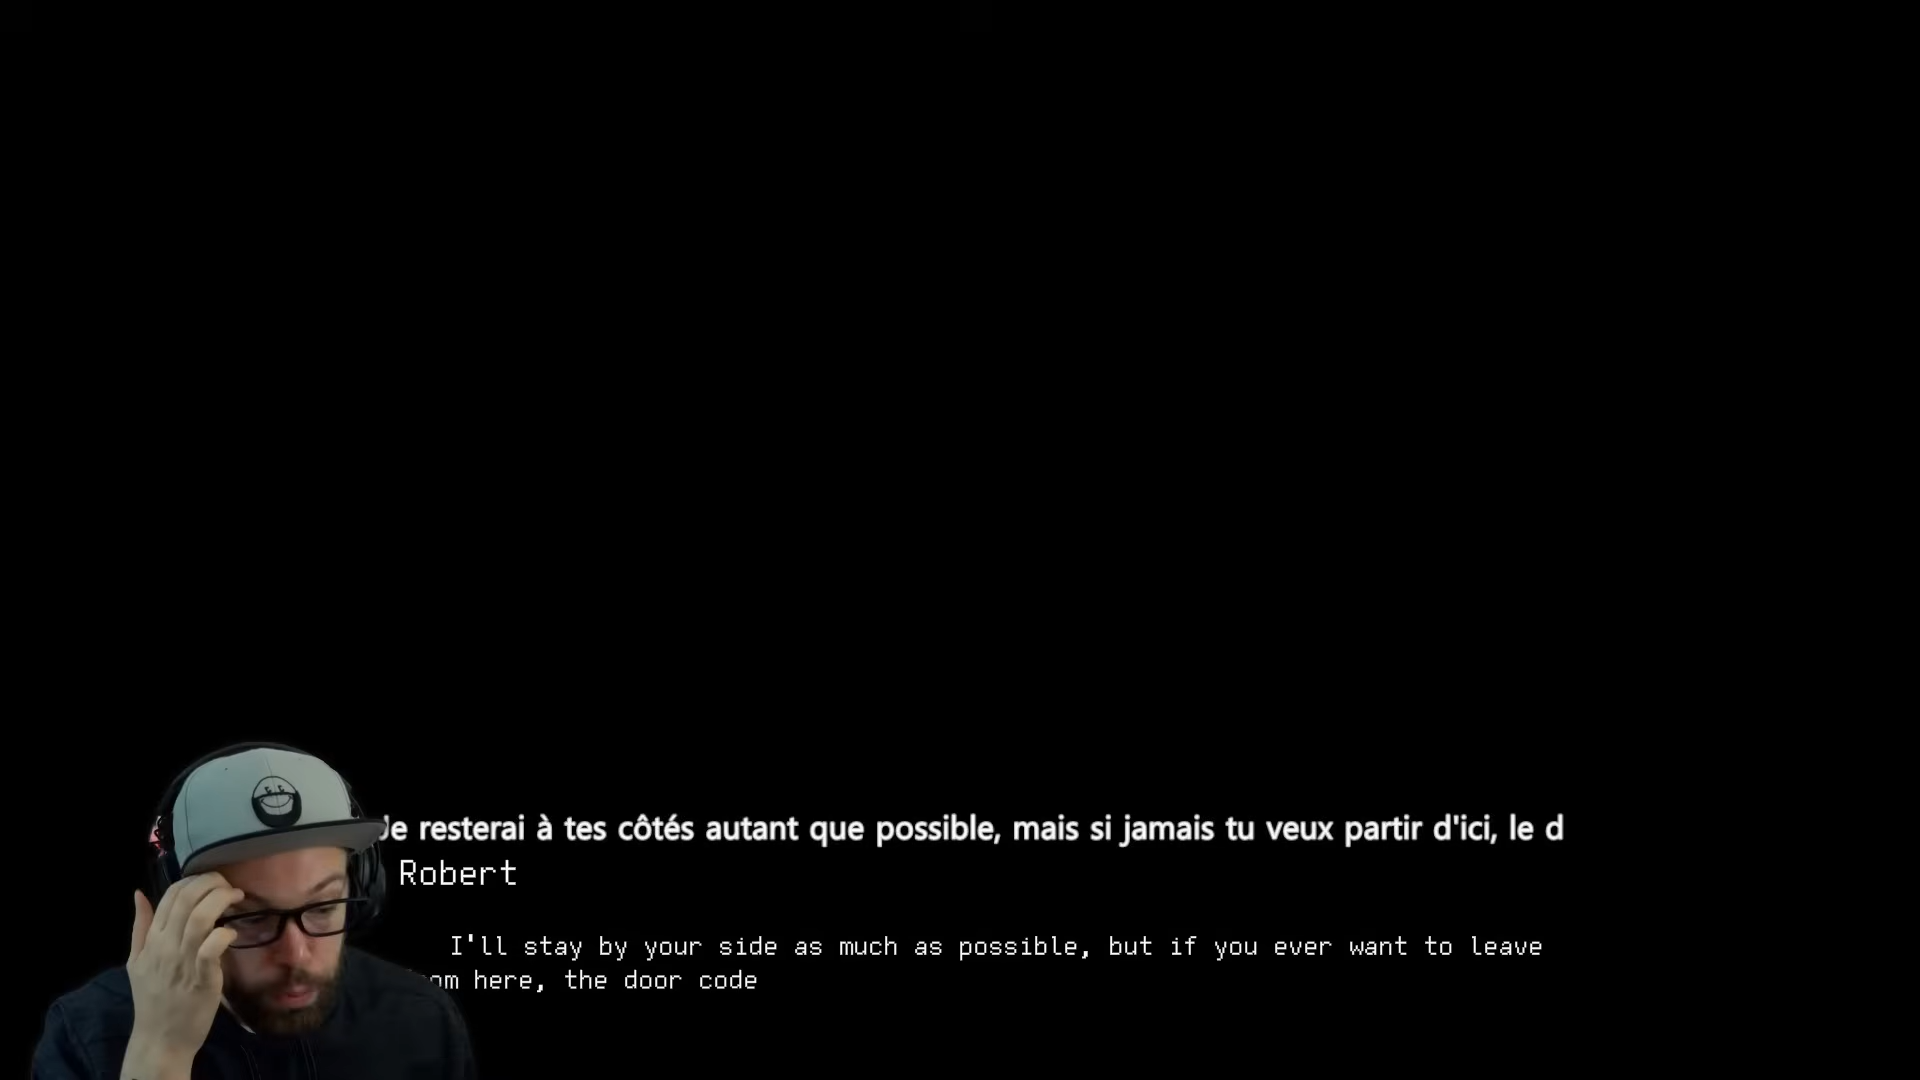 Je resterai à tes côtés autant que possible, mais si jamais tu veux partir d'ici, le d
Robert
I'll stay by your side as much as possible, but if you ever want to leave
here, the door code